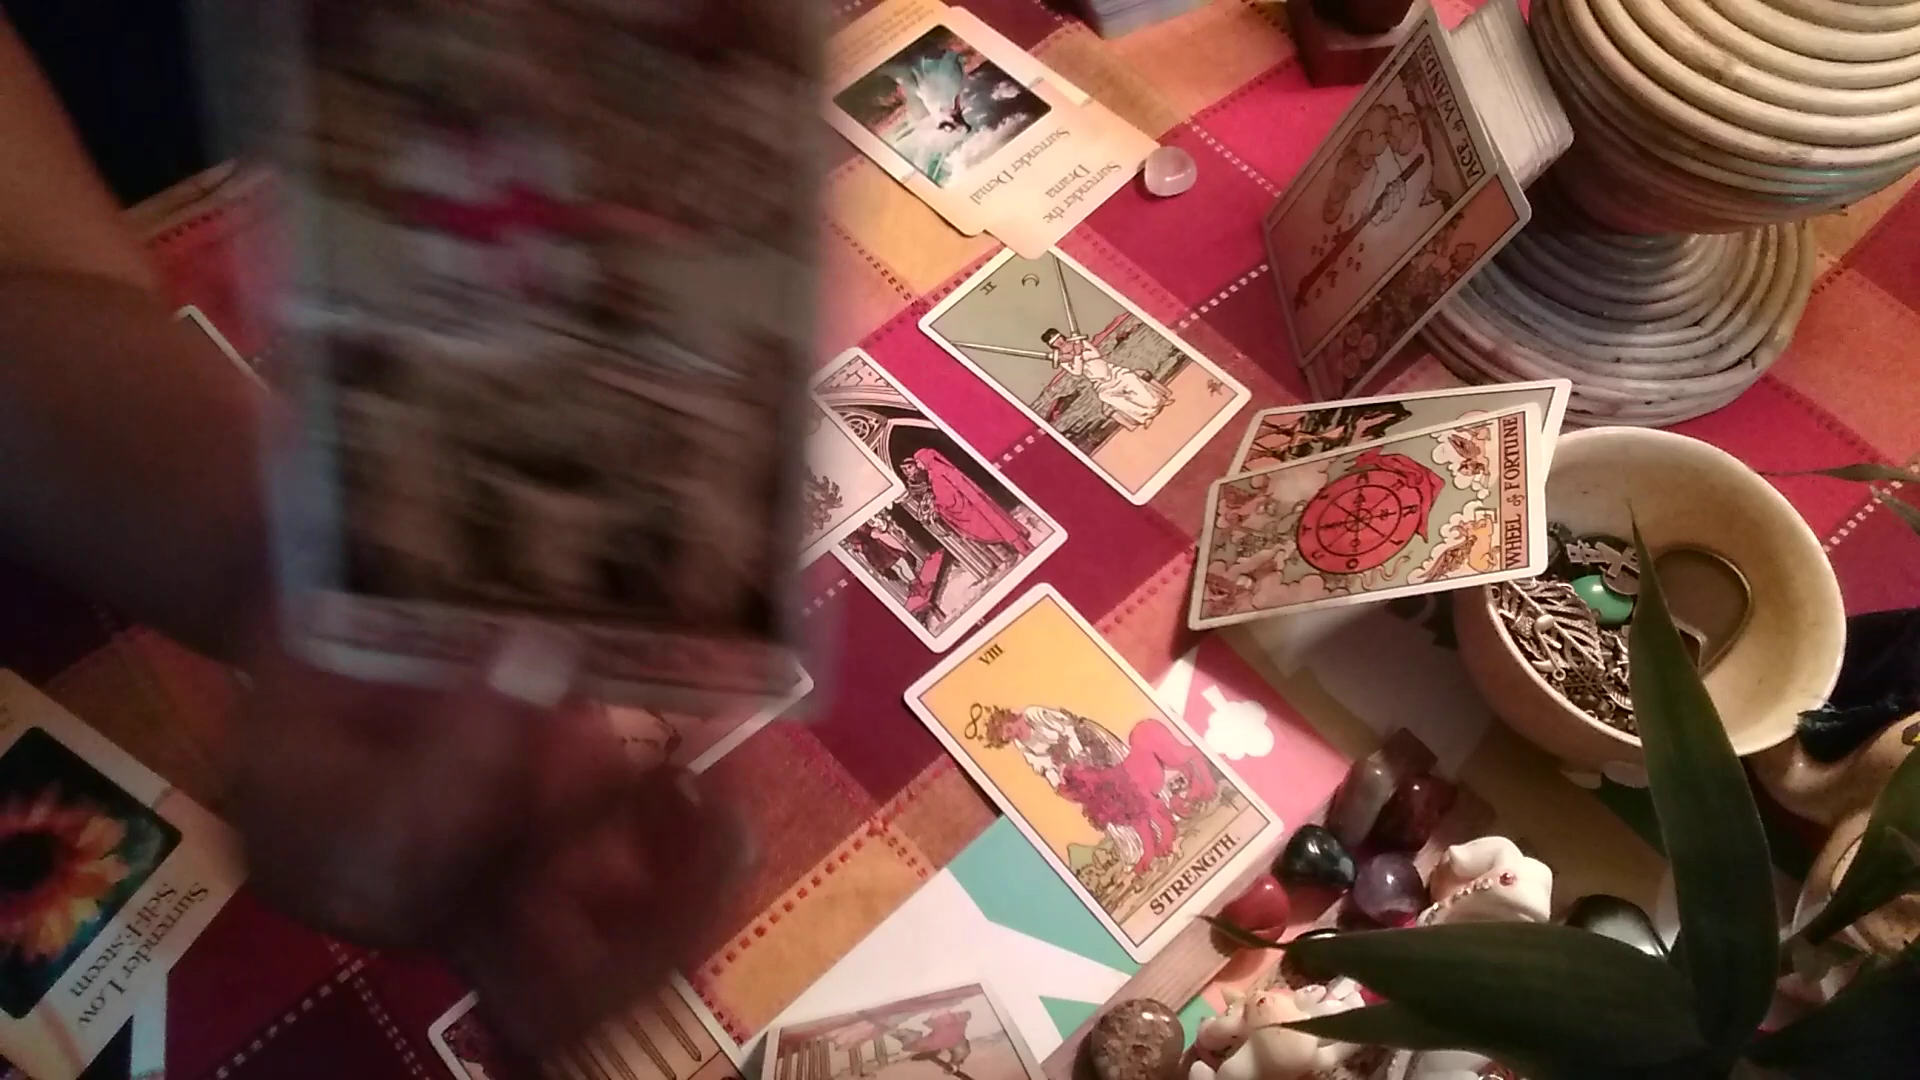 Surrender Denial
Surrender the
Drama
ACE of WANDS
II
WHEEL of FORTUNE
VIII
STRENGTH.
Surrender Low
Self-Esteem